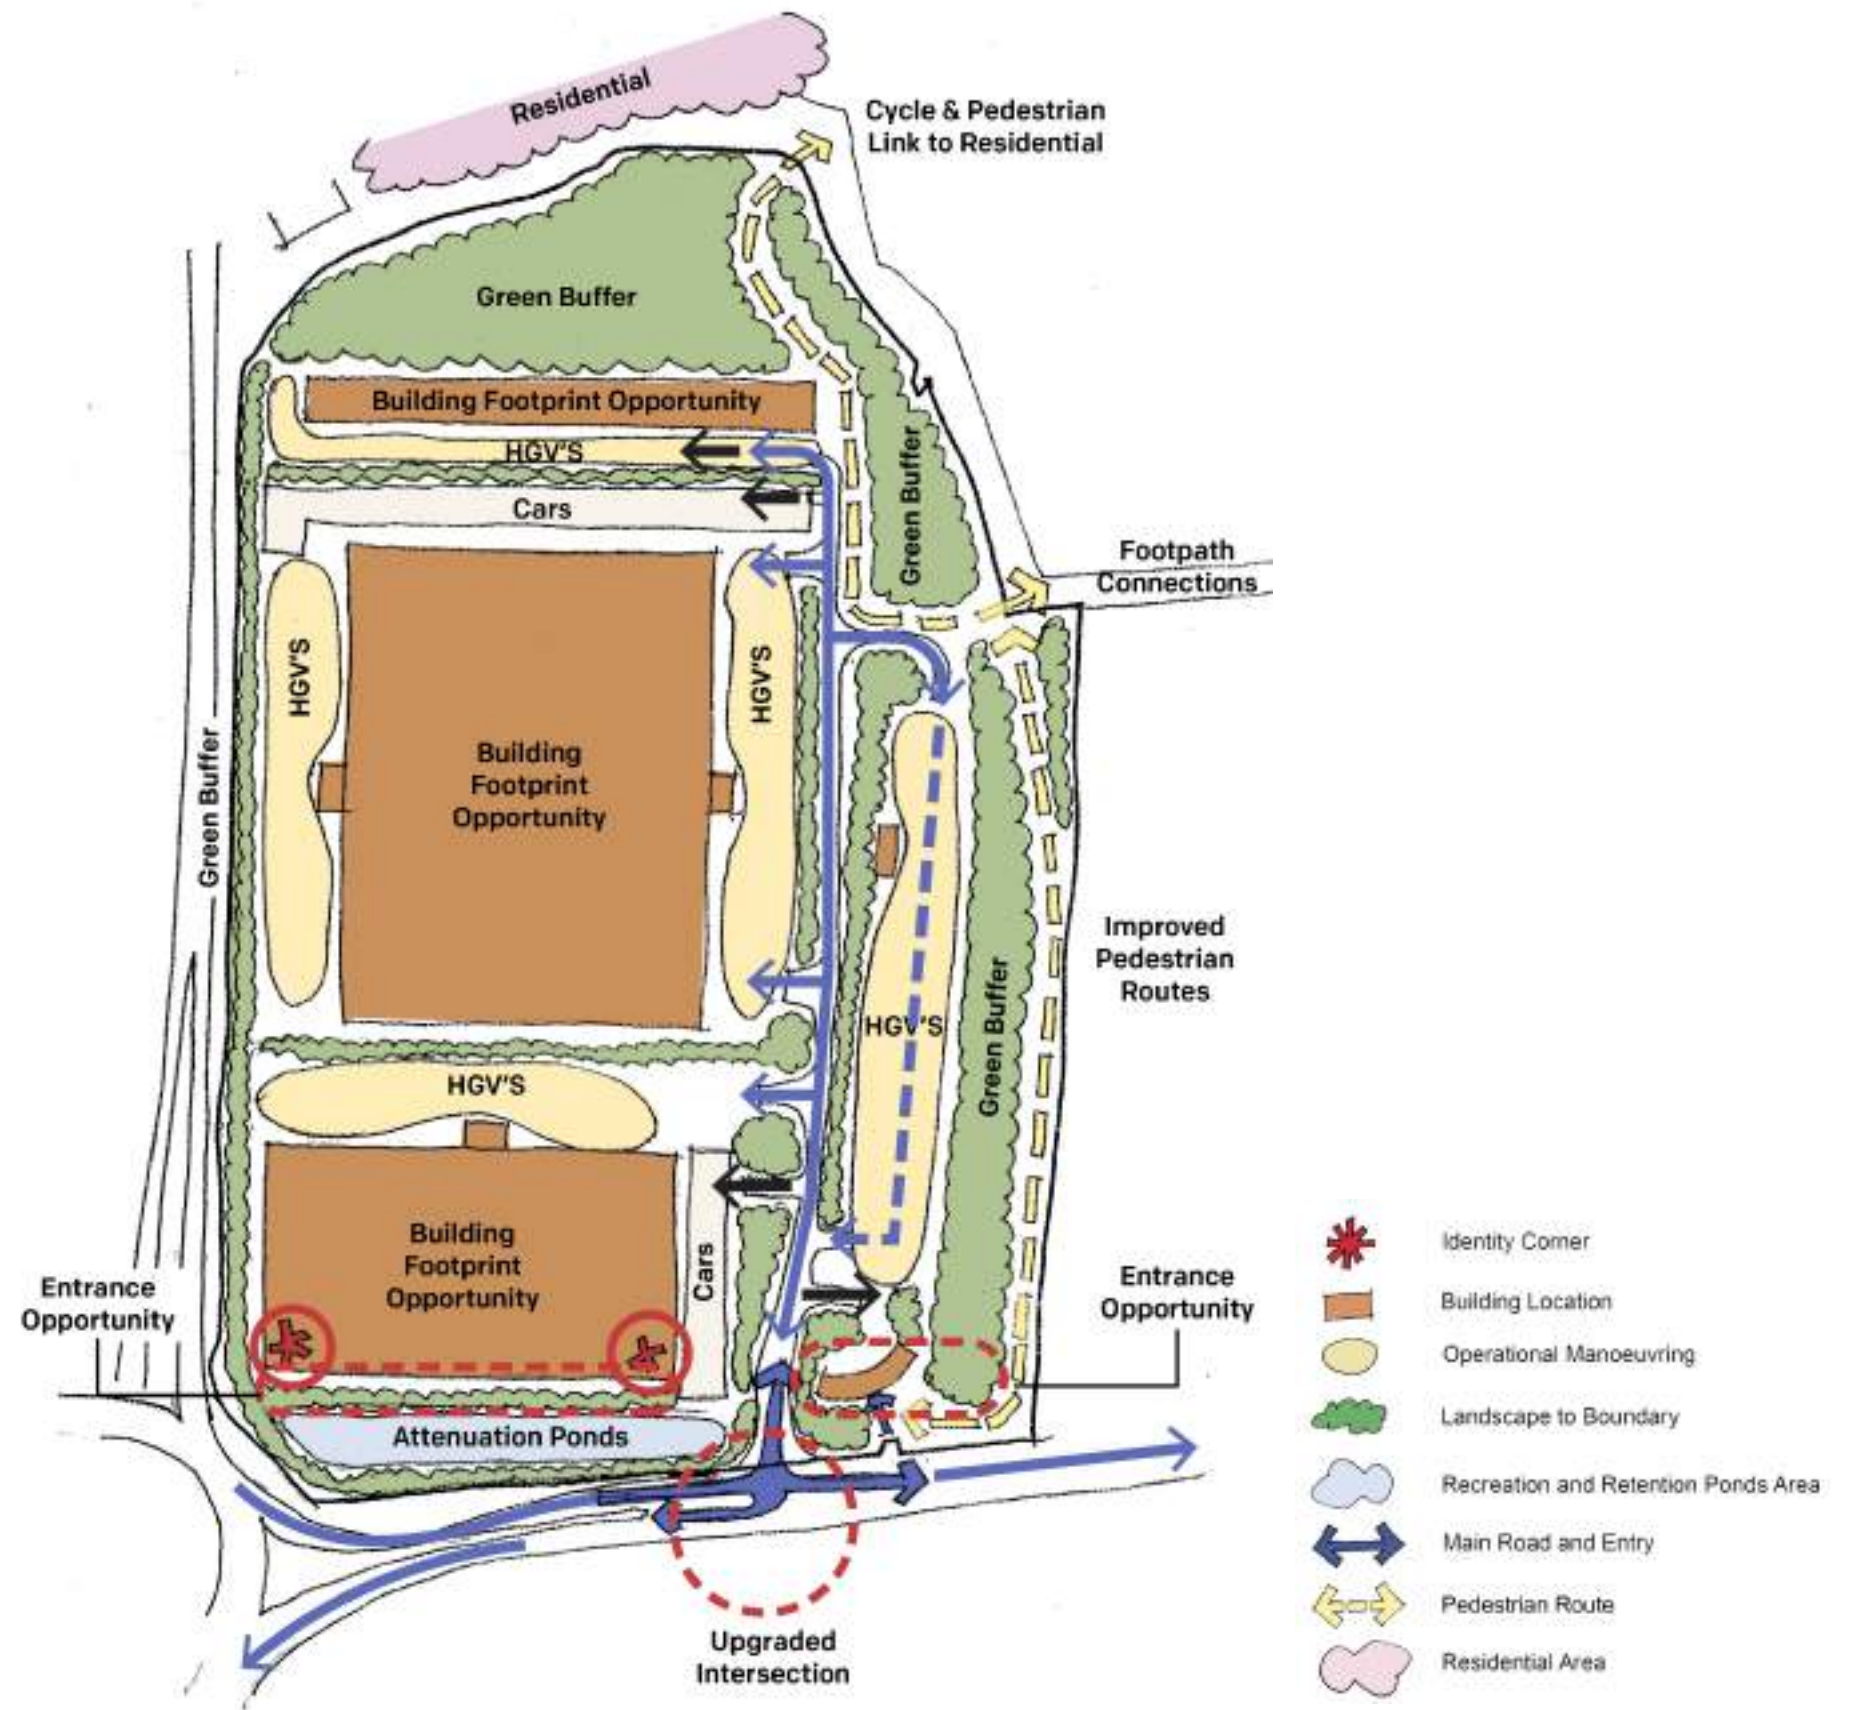 Residential
Cycle & Pedestrian
Link to Residential
Green Buffer
Building Footprint Opportunity
HGV'S
Cars
Green Buffer
Footpath
Connections
HGV'S
HGV'S
Building
Footprint
Opportunity
Green Buffer
Improved
Pedestrian
Routes
HGV'S
Green Buffer
HGV'S
Building
Footprint
Opportunity
Cars
Entrance
Opportunity
Entrance
Opportunity
Attenuation Ponds
Upgraded
Intersection
Identity Corner
Building Location
Operational Manoeuvring
Landscape to Boundary
Recreation and Retention Ponds Area
Main Road and Entry
Pedestrian Route
Residential Area